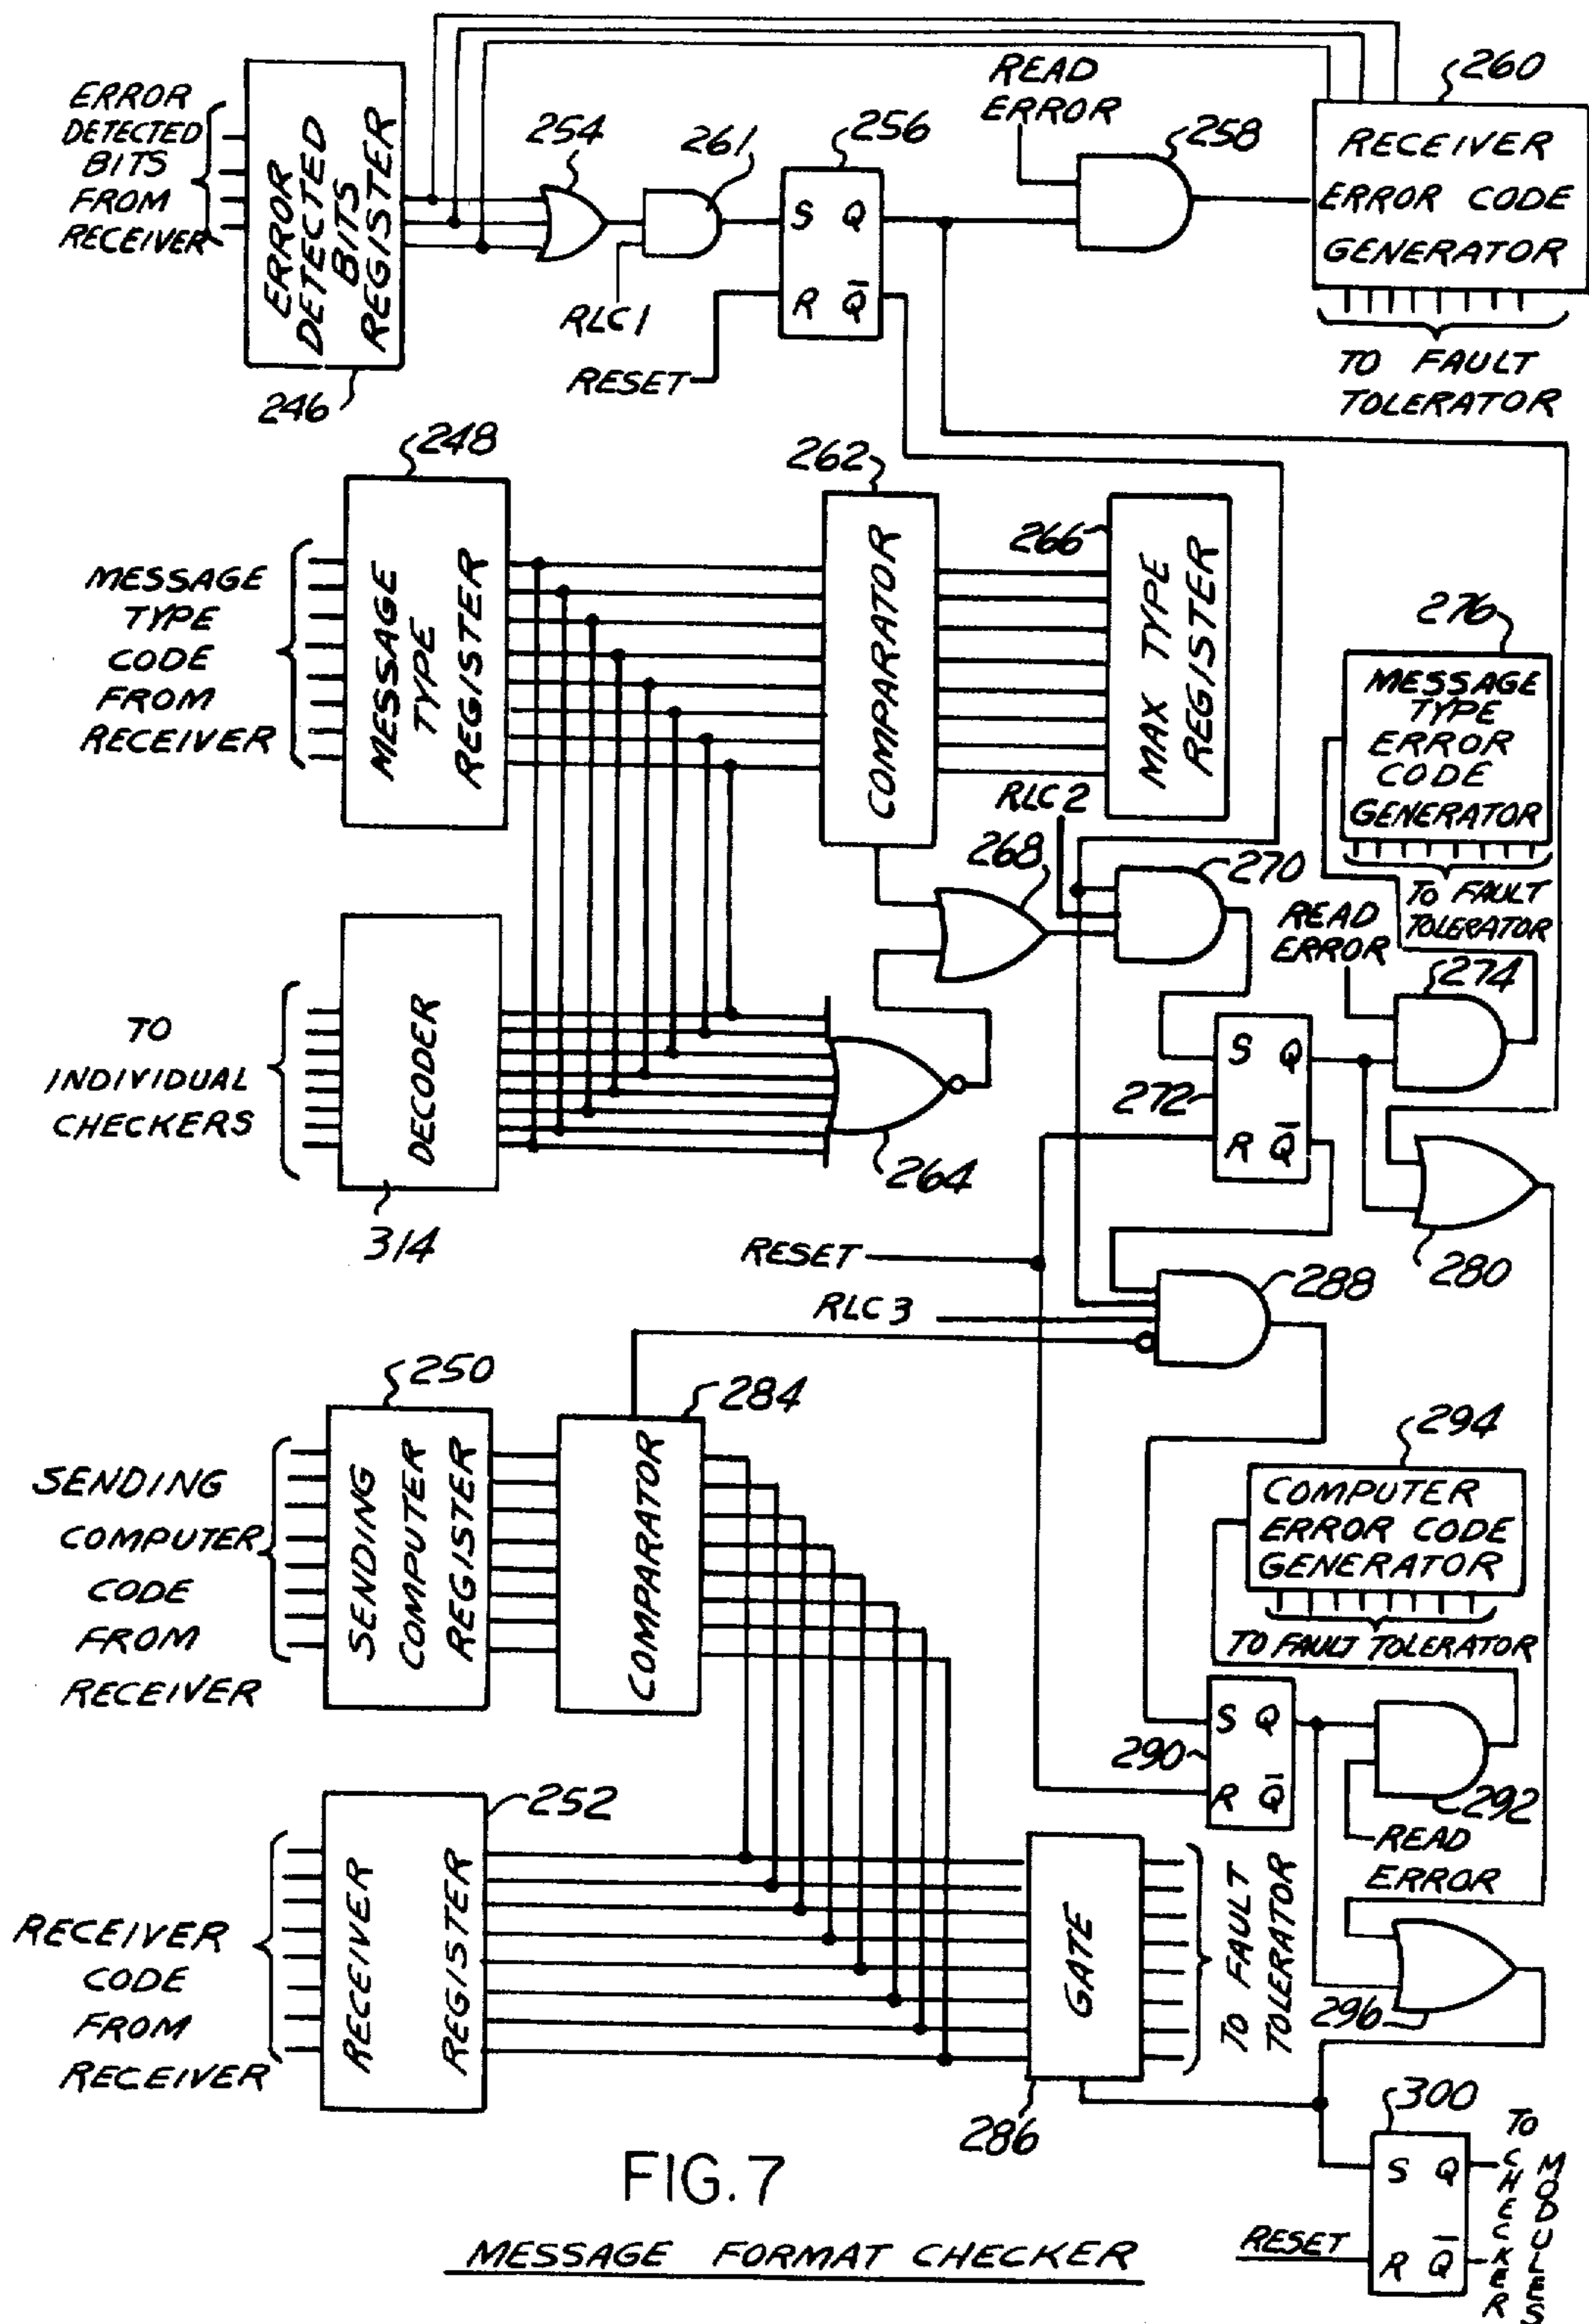 ERROR
DETECTED
BITS
FROM
RECEIVER
ERROR
DETECTED
BITS
REGISTER
246
254
261
RLC1
RESET
256
S Q
R Q̅
READ
ERROR
258
260
RECEIVER
ERROR CODE
GENERATOR
TO FAULT
TOLERATOR
248
MESSAGE
TYPE
CODE
FROM
RECEIVER
MESSAGE
TYPE
REGISTER
262
COMPARATOR
266
MAX TYPE
REGISTER
276
MESSAGE
TYPE
ERROR
CODE
GENERATOR
TO FAULT
TOLERATOR
RLC2
268
270
READ
ERROR
274
TO
INDIVIDUAL
CHECKERS
DECODER
314
264
272
S Q
R Q̅
280
RESET
RLC3
288
250
SENDING
COMPUTER
CODE
FROM
RECEIVER
SENDING
COMPUTER
REGISTER
284
COMPARATOR
294
COMPUTER
ERROR CODE
GENERATOR
TO FAULT TOLERATOR
290
S Q
R Q̅
292
READ
ERROR
252
RECEIVER
CODE
FROM
RECEIVER
RECEIVER
REGISTER
GATE
286
TO FAULT
TOLERATOR
296
300
S Q
R Q̅
RESET
TO
CHECKER
MODULES
FIG. 7
MESSAGE FORMAT CHECKER